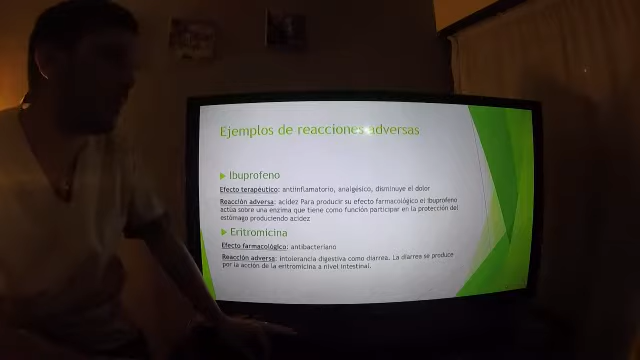 Ejemplos de reacciones adversas
Ibuprofeno
Efecto terapéutico: antiinflamatorio, analgésico, disminuye el dolor
Reacción adversa: acidez Para producir su efecto farmacológico el ibuprofeno
actúa sobre una enzima que tiene como función participar en la protección del
estómago produciendo acidez
Eritromicina
Efecto farmacológico: antibacteriano
Reacción adversa: Intolerancia digestiva como diarrea. La diarrea se produce
por la acción de la eritromicina a nivel intestinal.